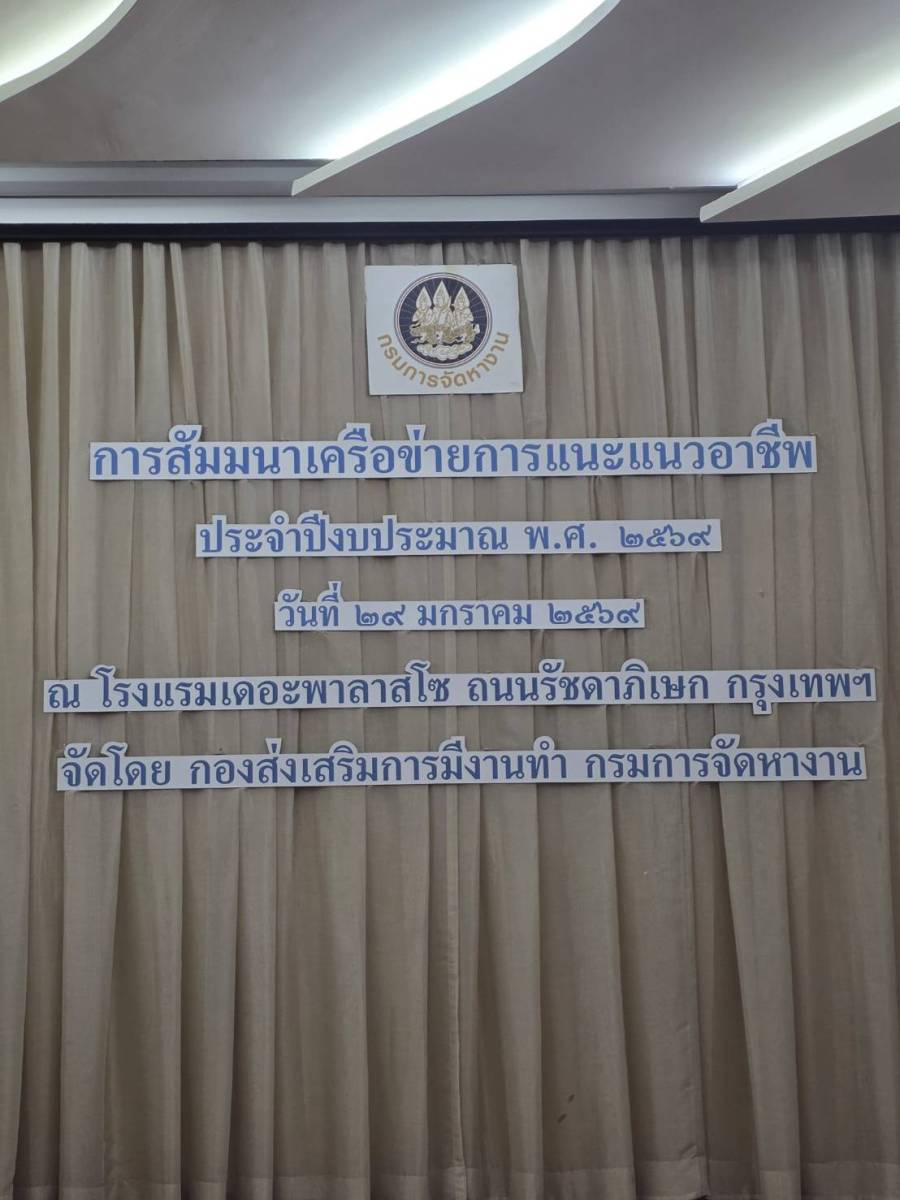 กรมการจัดหางาน
การสัมมนาเครือข่ายการแนะแนวอาชีพ
ประจำปีงบประมาณ พ.ศ. ๒๕๖๙
วันที่ ๒๙ มกราคม ๒๕๖๙
ณ โรงแรมเดอะพาลาสโซ ถนนรัชดาภิเษก กรุงเทพฯ
จัดโดย กองส่งเสริมการมีงานทำ กรมการจัดหางาน